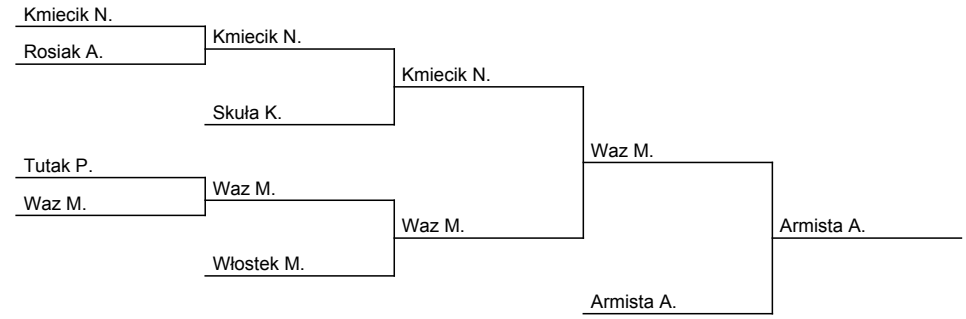 Kmiecik N.
Kmiecik N.
Rosiak A.
Kmiecik N.
Skuła K.
Waz M.
Tutak P.
Waz M.
Waz M.
Waz M.
Armista A.
Włostek M.
Armista A.